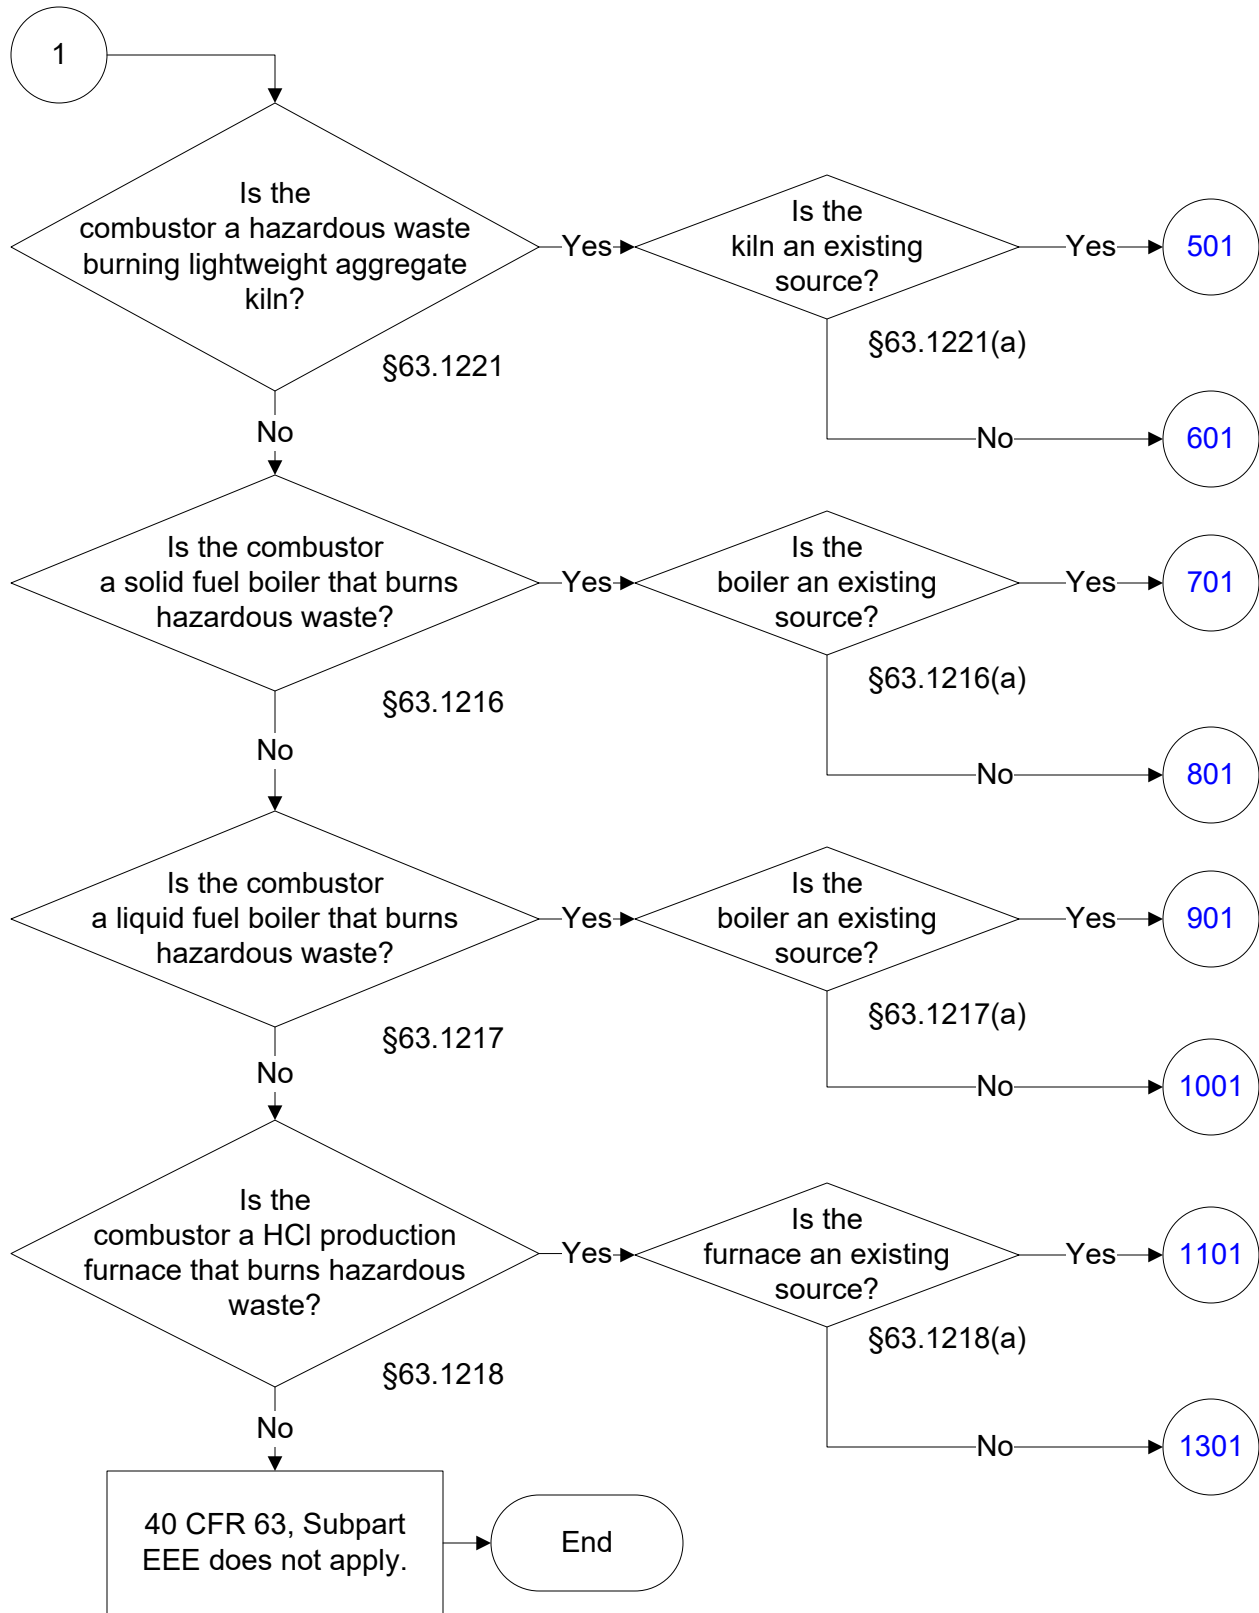 1
Is the
combustor a hazardous waste
burning lightweight aggregate
kiln?
Yes
Is the
kiln an existing
source?
Yes
501
§63.1221
§63.1221(a)
No
No
601
Is the combustor
a solid fuel boiler that burns
hazardous waste?
Yes
Is the
boiler an existing
source?
Yes
701
§63.1216
§63.1216(a)
No
No
801
Is the combustor
a liquid fuel boiler that burns
hazardous waste?
Yes
Is the
boiler an existing
source?
Yes
901
§63.1217
§63.1217(a)
No
No
1001
Is the
combustor a HCl production
furnace that burns hazardous
waste?
Yes
Is the
furnace an existing
source?
Yes
1101
§63.1218
§63.1218(a)
No
No
1301
40 CFR 63, Subpart
EEE does not apply.
End